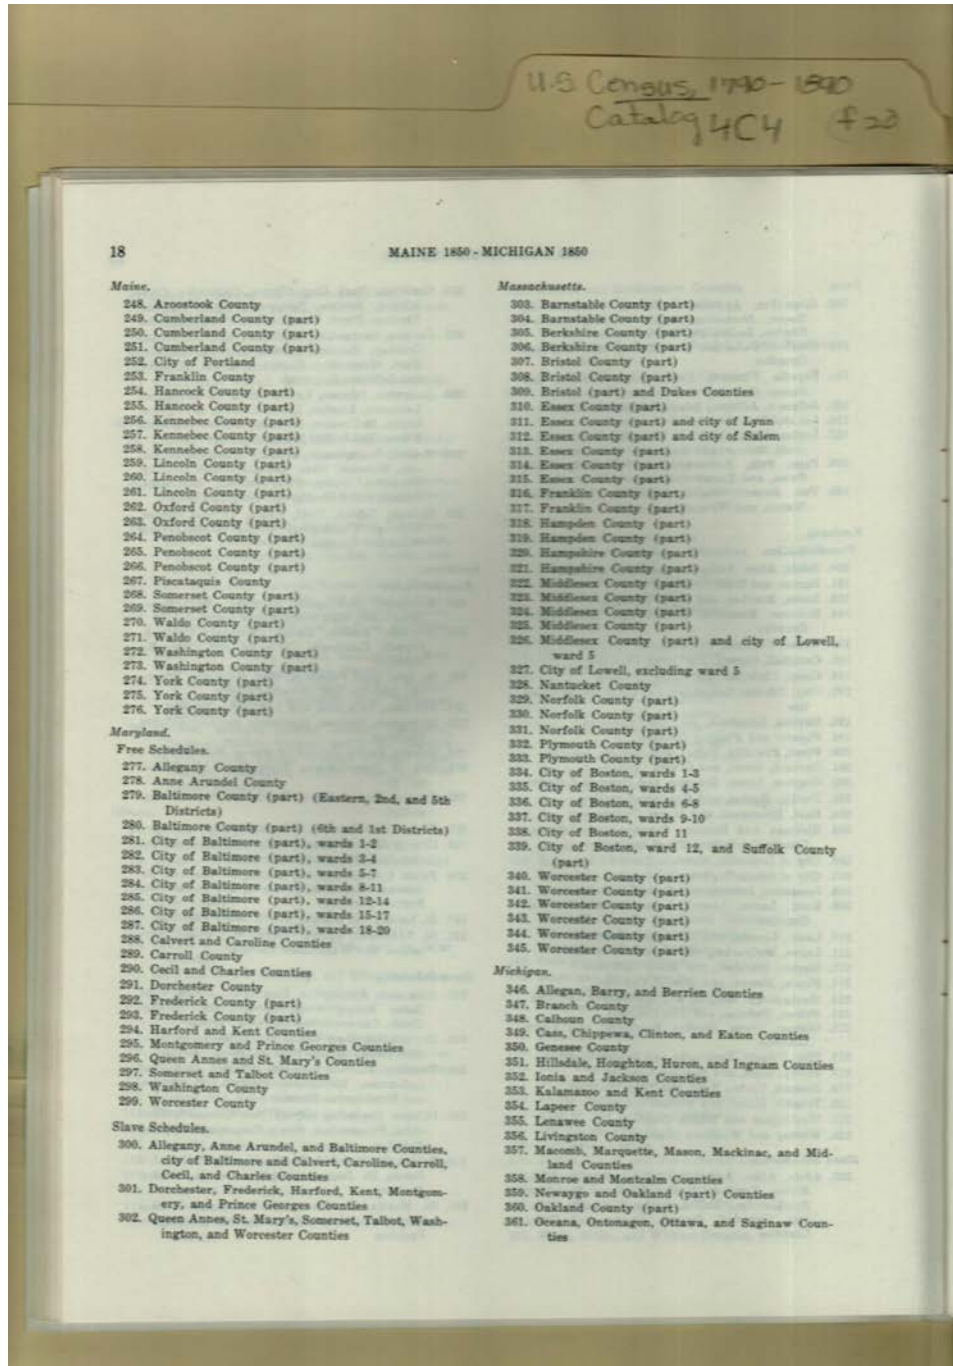 U.S. Census, 1790-1890
Catalog 4C4 (f20)
18
MAINE 1850 - MICHIGAN 1850
Maine.
248. Aroostook County
249. Cumberland County (part)
250. Cumberland County (part)
251. Cumberland County (part)
252. City of Portland
253. Franklin County
254. Hancock County (part)
255. Hancock County (part)
256. Kennebec County (part)
257. Kennebec County (part)
258. Kennebec County (part)
259. Lincoln County (part)
260. Lincoln County (part)
261. Lincoln County (part)
262. Oxford County (part)
263. Oxford County (part)
264. Penobscot County (part)
265. Penobscot County (part)
266. Penobscot County (part)
267. Piscataquis County
268. Somerset County (part)
269. Somerset County (part)
270. Waldo County (part)
271. Waldo County (part)
272. Washington County (part)
273. Washington County (part)
274. York County (part)
275. York County (part)
276. York County (part)
Maryland.
Free Schedules.
277. Allegany County
278. Anne Arundel County
279. Baltimore County (part) (Eastern, 2nd, and 5th
Districts)
280. Baltimore County (part) (6th and 1st Districts)
281. City of Baltimore (part), wards 1-2
282. City of Baltimore (part), wards 3-4
283. City of Baltimore (part), wards 5-7
284. City of Baltimore (part), wards 8-11
285. City of Baltimore (part), wards 12-14
286. City of Baltimore (part), wards 15-17
287. City of Baltimore (part), wards 18-20
288. Calvert and Caroline Counties
289. Carroll County
290. Cecil and Charles Counties
291. Dorchester County
292. Frederick County (part)
293. Frederick County (part)
294. Harford and Kent Counties
295. Montgomery and Prince Georges Counties
296. Queen Annes and St. Mary's Counties
297. Somerset and Talbot Counties
298. Washington County
299. Worcester County
Slave Schedules.
300. Allegany, Anne Arundel, and Baltimore Counties,
city of Baltimore and Calvert, Caroline, Carroll,
Cecil, and Charles Counties
301. Dorchester, Frederick, Harford, Kent, Montgom-
ery, and Prince Georges Counties
302. Queen Annes, St. Mary's, Somerset, Talbot, Wash-
ington, and Worcester Counties
Massachusetts.
303. Barnstable County (part)
304. Barnstable County (part)
305. Berkshire County (part)
306. Berkshire County (part)
307. Bristol County (part)
308. Bristol County (part)
309. Bristol (part) and Dukes Counties
310. Essex County (part)
311. Essex County (part) and city of Lynn
312. Essex County (part) and city of Salem
313. Essex County (part)
314. Essex County (part)
315. Essex County (part)
316. Franklin County (part)
317. Franklin County (part)
318. Hampden County (part)
319. Hampden County (part)
320. Hampshire County (part)
321. Hampshire County (part)
322. Middlesex County (part)
323. Middlesex County (part)
324. Middlesex County (part)
325. Middlesex County (part)
326. Middlesex County (part) and city of Lowell,
ward 5
327. City of Lowell, excluding ward 5
328. Nantucket County
329. Norfolk County (part)
330. Norfolk County (part)
331. Norfolk County (part)
332. Plymouth County (part)
333. Plymouth County (part)
334. City of Boston, wards 1-3
335. City of Boston, wards 4-5
336. City of Boston, wards 6-8
337. City of Boston, wards 9-10
338. City of Boston, ward 11
339. City of Boston, ward 12, and Suffolk County
(part)
340. Worcester County (part)
341. Worcester County (part)
342. Worcester County (part)
343. Worcester County (part)
344. Worcester County (part)
345. Worcester County (part)
Michigan.
346. Allegan, Barry, and Berrien Counties
347. Branch County
348. Calhoun County
349. Cass, Chippewa, Clinton, and Eaton Counties
350. Genesee County
351. Hillsdale, Houghton, Huron, and Ingham Counties
352. Ionia and Jackson Counties
353. Kalamazoo and Kent Counties
354. Lapeer County
355. Lenawee County
356. Livingston County
357. Macomb, Marquette, Mason, Mackinac, and Mid-
land Counties
358. Monroe and Montcalm Counties
359. Newaygo and Oakland (part) Counties
360. Oakland County (part)
361. Oceana, Ontonagon, Ottawa, and Saginaw Coun-
ties